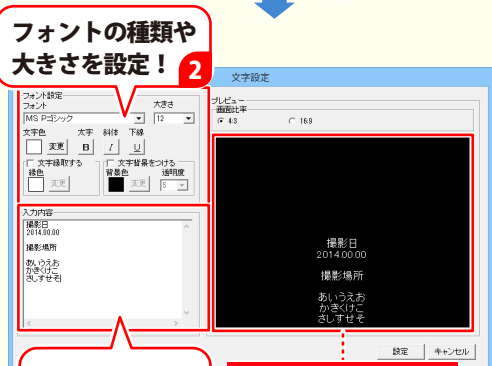 フォントの種類や
大きさを設定！
2
文字設定
フォント設定
フォント
大きさ
MS Pゴシック
12
文字色
太字
斜体
下線
変更
B
I
U
文字縁取する
縁色
変更
文字背景をつける
背景色
透明度
変更
5
プレビュー
画面比率
4:3
16:9
入力内容
撮影日
2014.00.00
撮影場所
あいうえお
かきくけこ
さしすせそ
撮影日
2014.00.00
撮影場所
あいうえお
かきくけこ
さしすせそ
設定
キャンセル